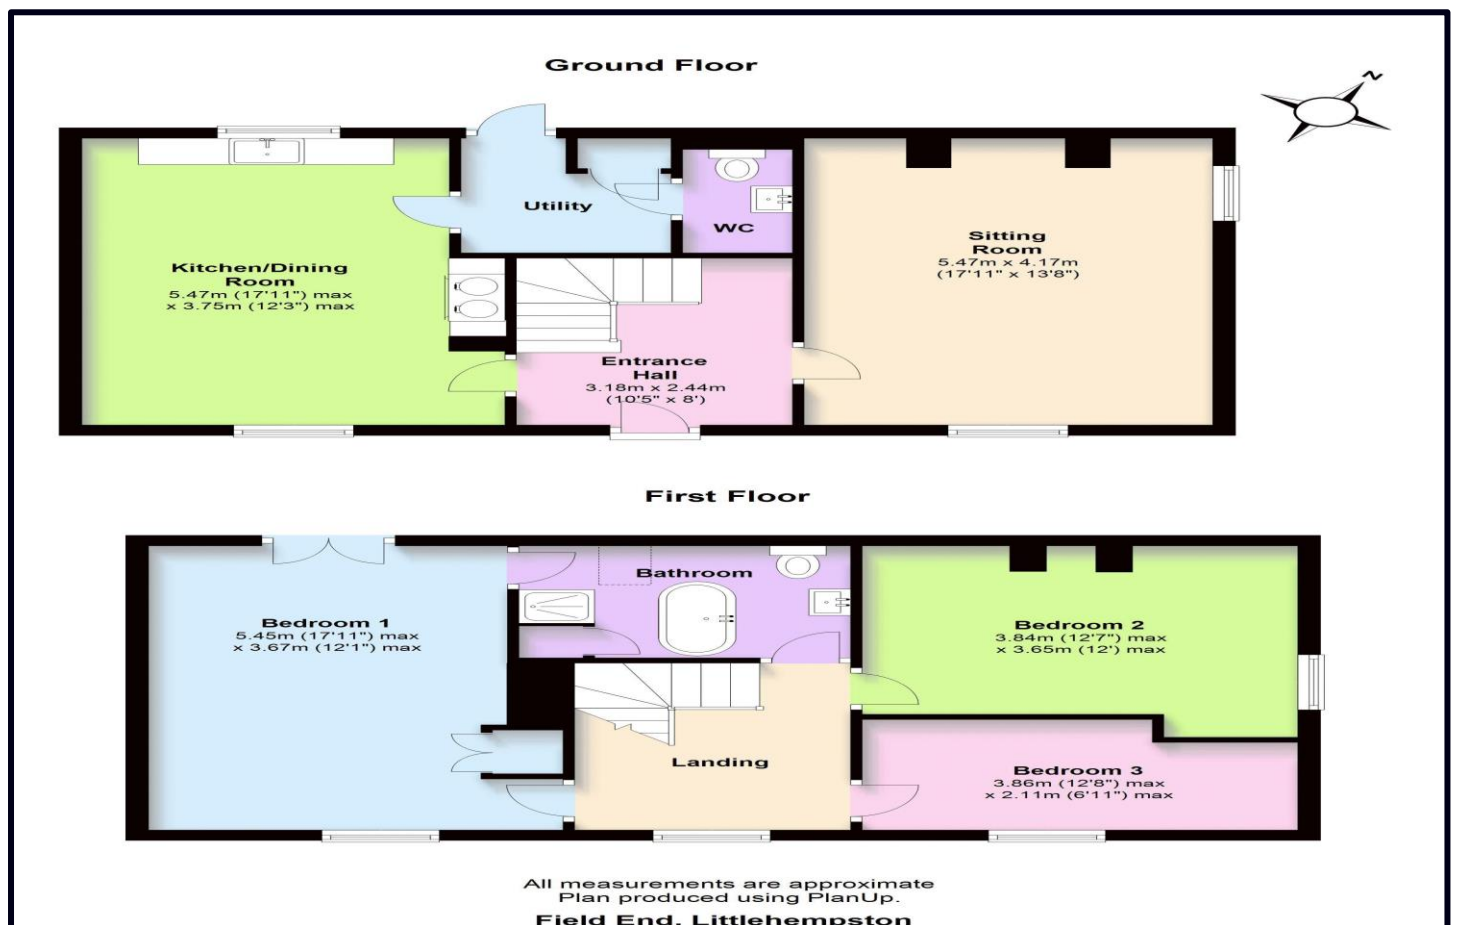 Ground Floor
N
Kitchen/Dining
Room
5.47m (17'11") max
x 3.75m (12'3") max
Utility
WC
Sitting
Room
5.47m x 4.17m
(17'11" x 13'8")
Entrance
Hall
3.18m x 2.44m
(10'5" x 8')
First Floor
Bedroom 1
5.45m (17'11") max
x 3.67m (12'1") max
Bathroom
Bedroom 2
3.84m (12'7") max
x 3.65m (12') max
Landing
Bedroom 3
3.86m (12'8") max
x 2.11m (6'11") max
All measurements are approximate
Plan produced using PlanUp.
Field End, Littlehempston